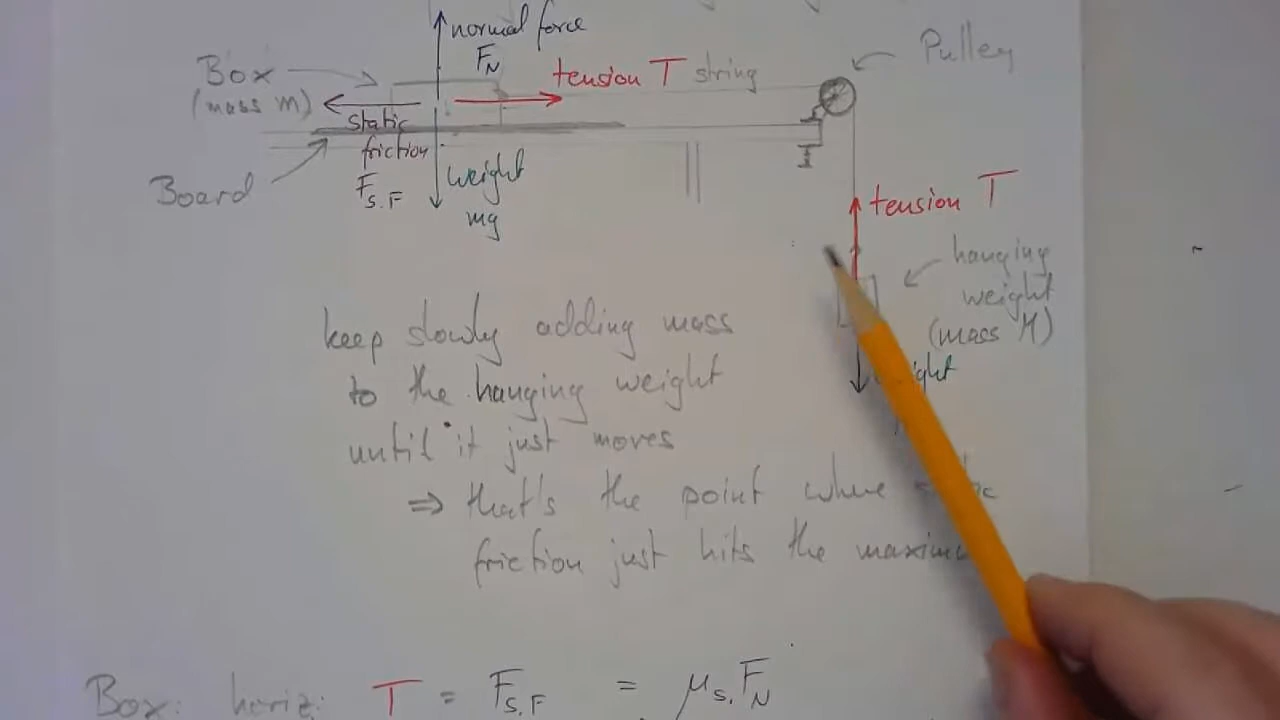 normal force
F_N
Pulley
Box
(mass m)
tension T string
static
friction
F_S.F
Board
weight
mg
tension T
hanging
weight
(mass M)
keep slowly adding mass
to the hanging weight
until it just moves
⇒ that's the point where
friction just hits the
Box: horiz: T = F_S.F = μ_s. F_N